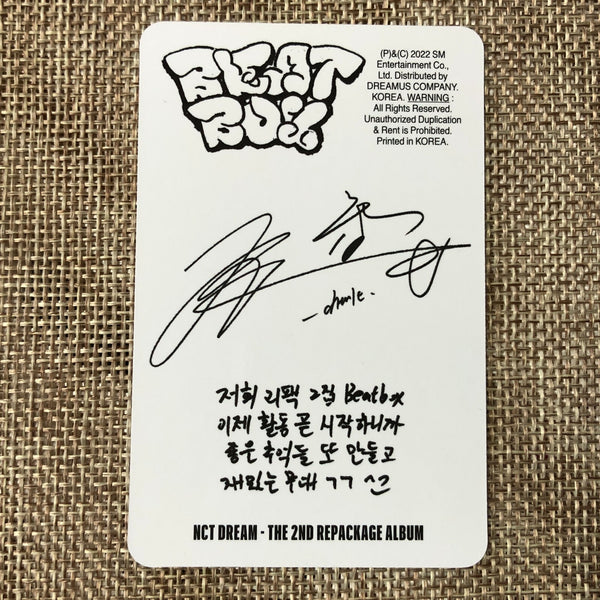 BEAT
BOX
(P)&(C) 2022 SM
Entertainment Co.,
Ltd. Distributed by
DREAMUS COMPANY.
KOREA. WARNING :
All Rights Reserved.
Unauthorized Duplication
& Rent is Prohibited.
Printed in KOREA.
저희 리팩 2집 Beatbox
이제 활동 곧 시작하니까
좋은 추억들 또 만들고
재밌는 무대 ㄱㄱ ^^
NCT DREAM - THE 2ND REPACKAGE ALBUM